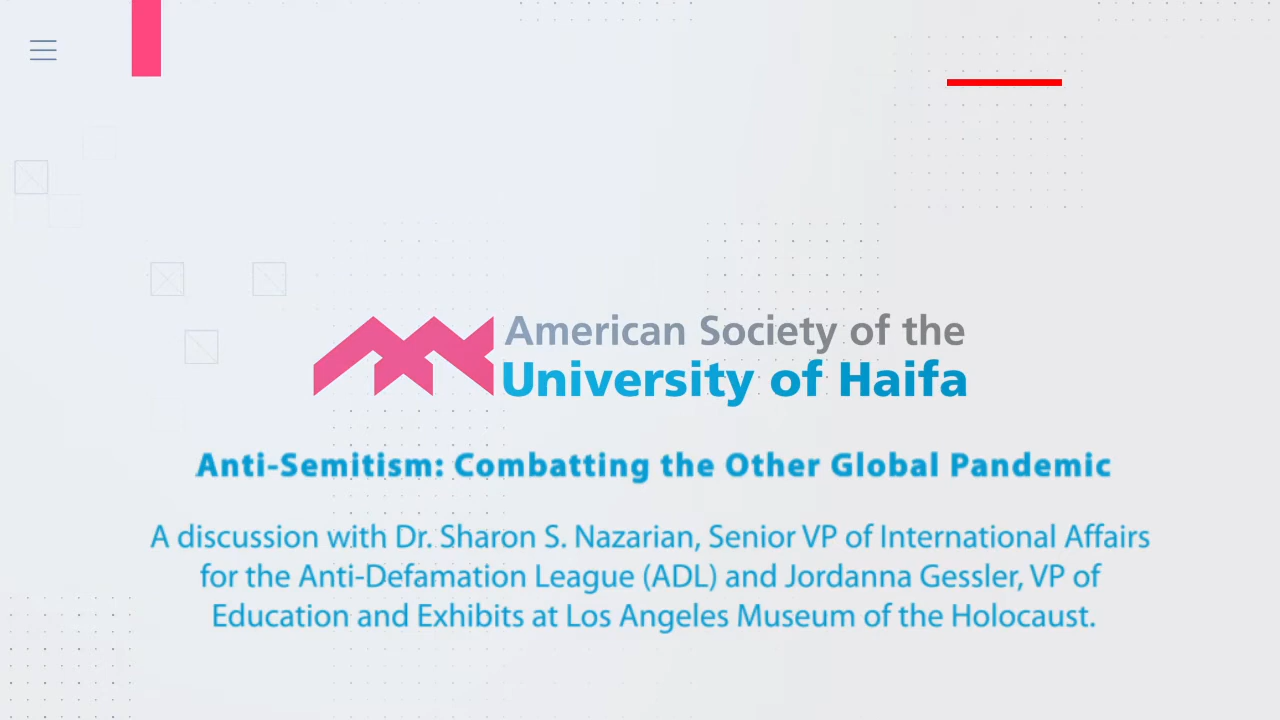 American Society of the
University of Haifa
Anti-Semitism: Combatting the Other Global Pandemic
A discussion with Dr. Sharon S. Nazarian, Senior VP of International Affairs
for the Anti-Defamation League (ADL) and Jordanna Gessler, VP of
Education and Exhibits at Los Angeles Museum of the Holocaust.